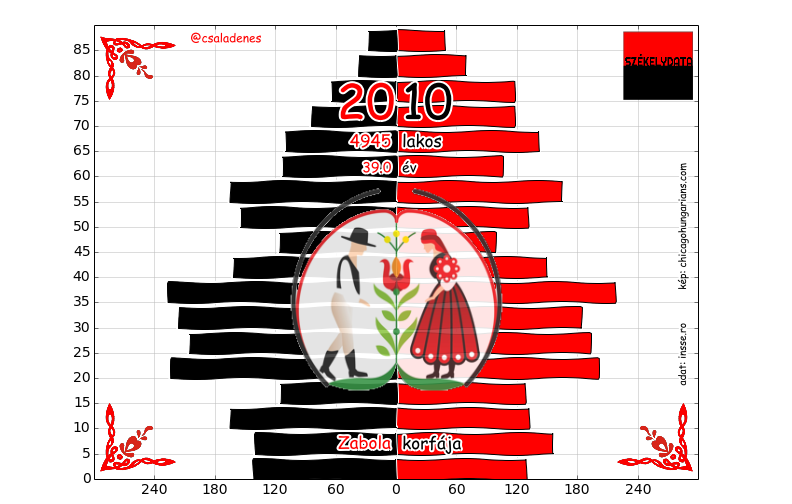 @csaladenes
SZÉKELYDATA
2010
4945 lakos
39.0 év
kép: chicagohungarians.com
adat: insse.ro
Zabola korfája
85
80
75
70
65
60
55
50
45
40
35
30
25
20
15
10
5
0
240 180 120 60 0 60 120 180 240